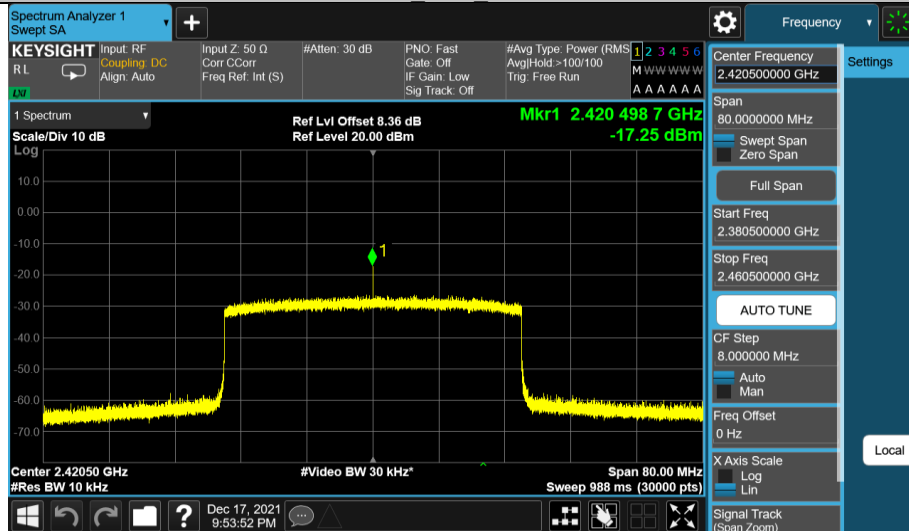 Spectrum Analyzer 1
Swept SA
Frequency
KEYSIGHT
R L
LXI
Input: RF
Coupling: DC
Align: Auto
Input Z: 50 Ω
Corr CCorr
Freq Ref: Int (S)
#Atten: 30 dB
PNO: Fast
Gate: Off
IF Gain: Low
Sig Track: Off
#Avg Type: Power (RMS
Avg|Hold:>100/100
Trig: Free Run
1 2 3 4 5 6
M W W W W W
A A A A A A
1 Spectrum
Scale/Div 10 dB
Ref Lvl Offset 8.36 dB
Ref Level 20.00 dBm
Mkr1 2.420 498 7 GHz
-17.25 dBm
Log
10.0
0.00
-10.0
-20.0
-30.0
-40.0
-50.0
-60.0
-70.0
1
Center 2.42050 GHz
#Res BW 10 kHz
#Video BW 30 kHz*
Span 80.00 MHz
Sweep 988 ms (30000 pts)
?
Dec 17, 2021
9:53:52 PM
Center Frequency
2.420500000 GHz
Span
80.0000000 MHz
Swept Span
Zero Span
Full Span
Start Freq
2.380500000 GHz
Stop Freq
2.460500000 GHz
AUTO TUNE
CF Step
8.000000 MHz
Auto
Man
Freq Offset
0 Hz
X Axis Scale
Log
Lin
Signal Track
(Span Zoom)
Settings
Local